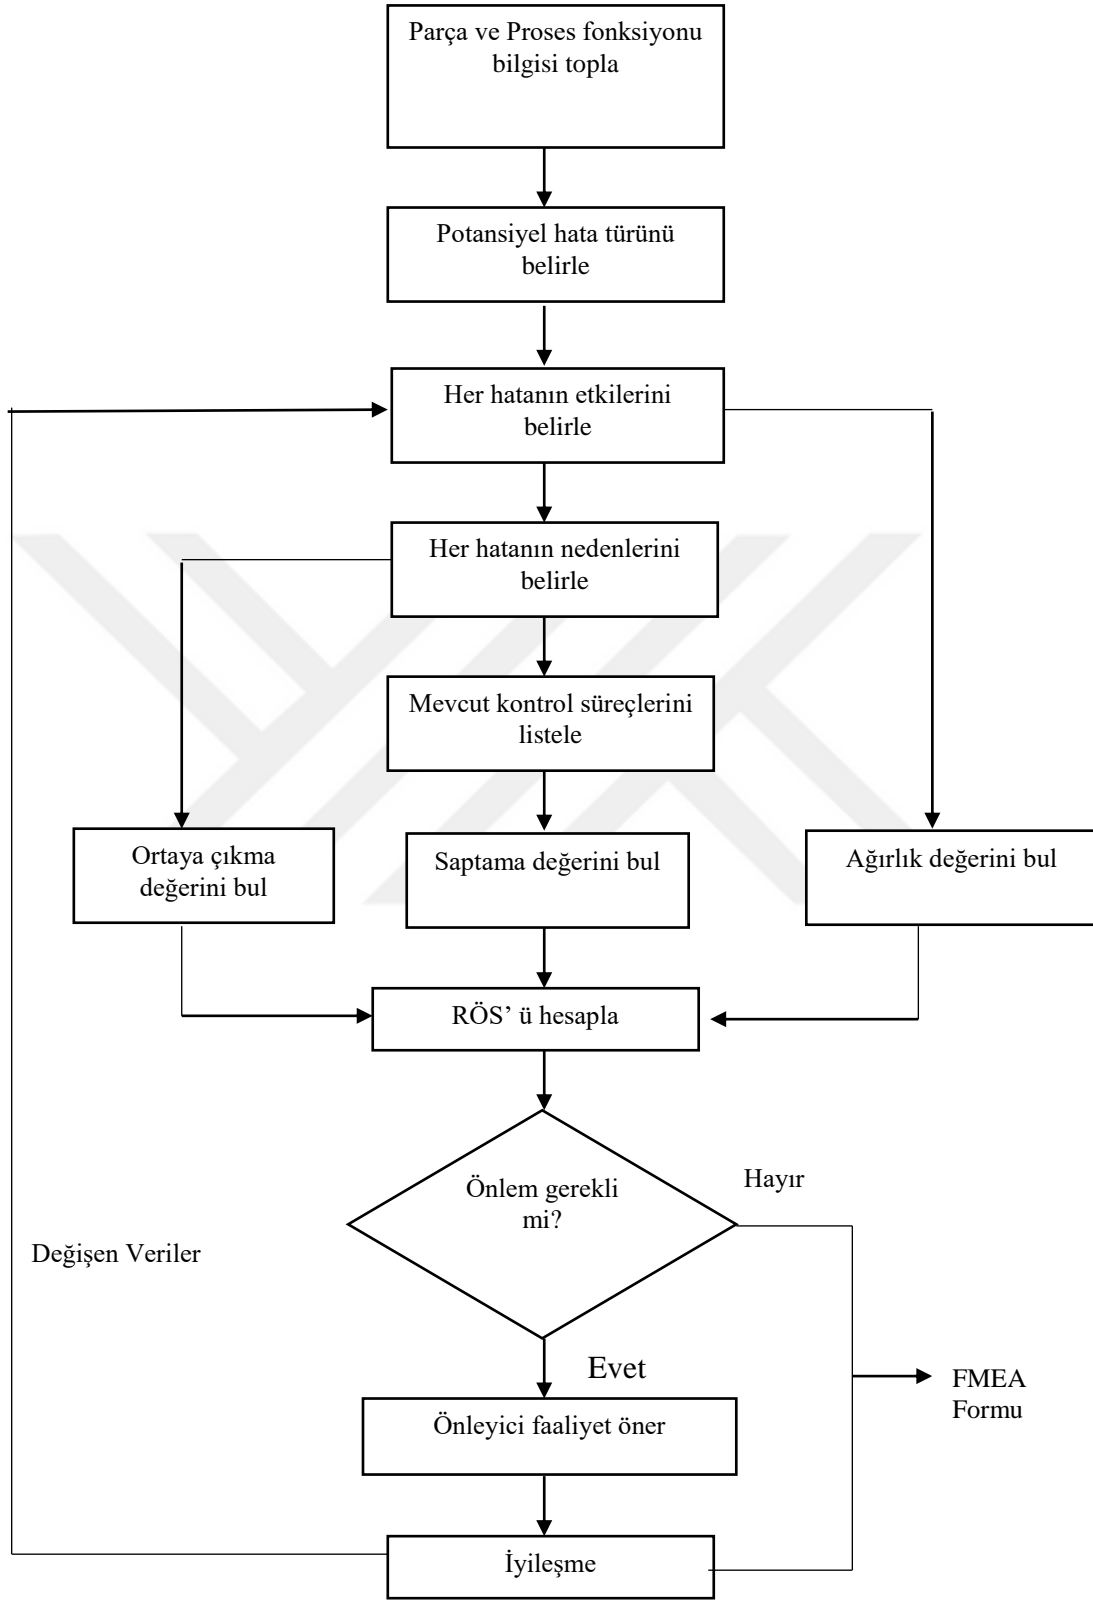 Parça ve Proses fonksiyonu
bilgisi topla
Potansiyel hata türünü
belirle
Her hatanın etkilerini
belirle
Her hatanın nedenlerini
belirle
Mevcut kontrol süreçlerini
listele
Ortaya çıkma
değerini bul
Saptama değerini bul
Ağırlık değerini bul
RÖS’ ü hesapla
Önlem gerekli
mi?
Hayır
Değişen Veriler
Evet
FMEA
Formu
Önleyici faaliyet öner
İyileşme